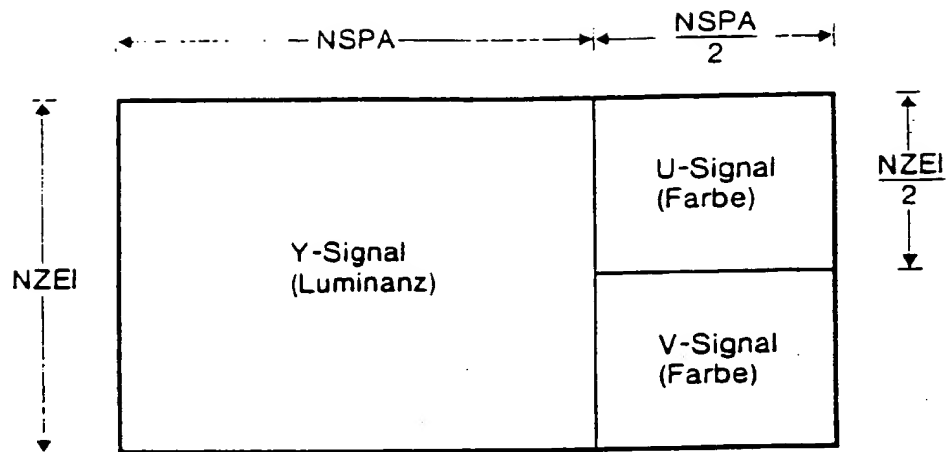 NSPA
NSPA
2
U-Signal
(Farbe)
NZEI
2
Y-Signal
(Luminanz)
NZEI
V-Signal
(Farbe)